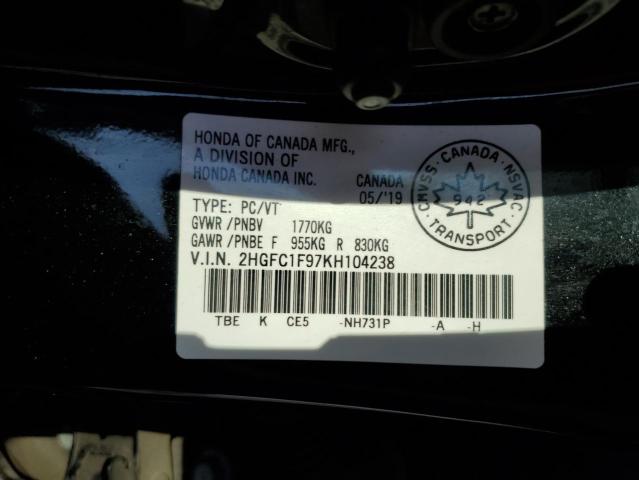 HONDA OF CANADA MFG.,
A DIVISION OF
HONDA CANADA INC.
CANADA
05/'19
TYPE: PC/VT
GVWR/PNBV 1770KG
GAWR/PNBE F 955KG R 830KG
V.I.N. 2HGFC1F97KH104238
TBE K CE5 -NH731P -A -H
CMVSS · CANADA · NSVAC
942
TRANSPORT